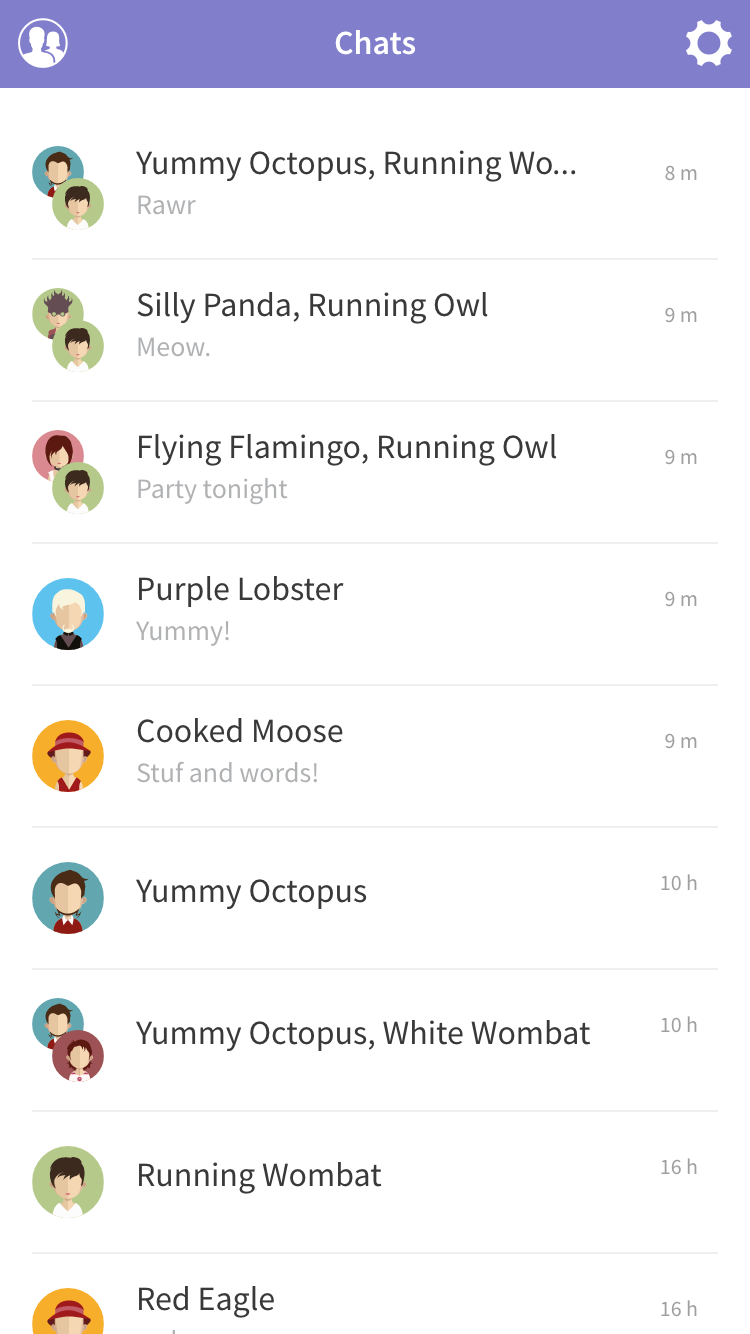 Chats
Yummy Octopus, Running Wo...
8 m
Rawr
Silly Panda, Running Owl
9 m
Meow.
Flying Flamingo, Running Owl
9 m
Party tonight
Purple Lobster
9 m
Yummy!
Cooked Moose
9 m
Stuf and words!
Yummy Octopus
10 h
Yummy Octopus, White Wombat
10 h
Running Wombat
16 h
Red Eagle
16 h